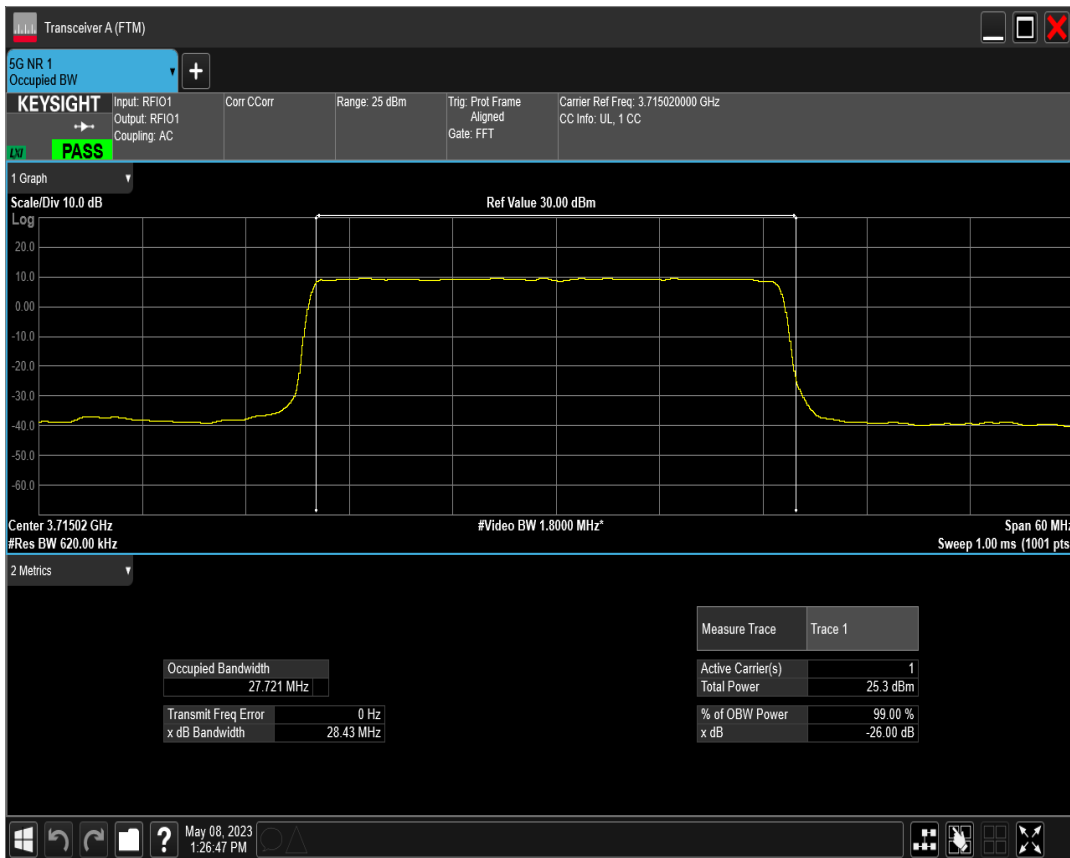 Transceiver A (FTM)
5G NR 1
Occupied BW
+
KEYSIGHT
LXI
PASS
Input: RFIO1
Output: RFIO1
Coupling: AC
Corr CCorr
Range: 25 dBm
Trig: Prot Frame
Aligned
Gate: FFT
Carrier Ref Freq: 3.715020000 GHz
CC Info: UL, 1 CC
1 Graph
Scale/Div 10.0 dB
Ref Value 30.00 dBm
Log
20.0
10.0
0.00
-10.0
-20.0
-30.0
-40.0
-50.0
-60.0
Center 3.71502 GHz
#Video BW 1.8000 MHz*
Span 60 MHz
#Res BW 620.00 kHz
Sweep 1.00 ms (1001 pts
2 Metrics
Measure Trace Trace 1
Occupied Bandwidth
27.721 MHz
Active Carrier(s) 1
Total Power 25.3 dBm
Transmit Freq Error 0 Hz
x dB Bandwidth 28.43 MHz
% of OBW Power 99.00 %
x dB -26.00 dB
?
May 08, 2023
1:26:47 PM